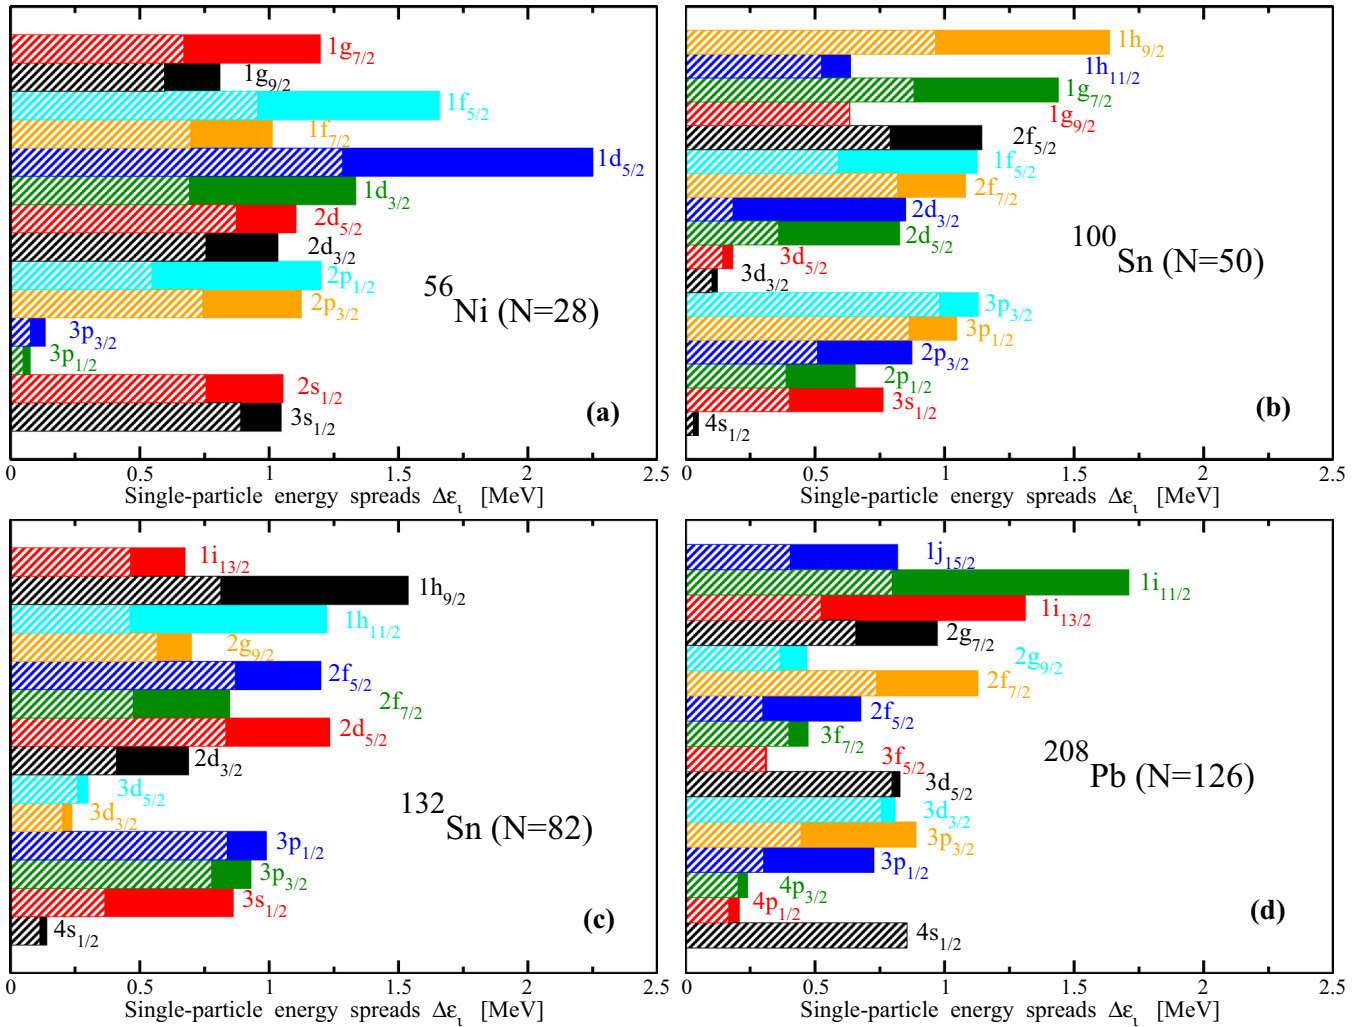 1g7/2
1g9/2
1f5/2
1f7/2
1d5/2
1d3/2
2d5/2
2d3/2
2p1/2
2p3/2
3p3/2
3p1/2
2s1/2
3s1/2
56Ni (N=28)
(a)
0 0.5 1 1.5 2 2.5
Single-particle energy spreads Δει [MeV]
1h9/2
1h11/2
1g7/2
1g9/2
2f5/2
1f5/2
2f7/2
2d3/2
2d5/2
3d5/2
3d3/2
3p3/2
3p1/2
2p3/2
2p1/2
3s1/2
4s1/2
100Sn (N=50)
(b)
0 0.5 1 1.5 2 2.5
Single-particle energy spreads Δει [MeV]
1i13/2
1h9/2
1h11/2
2g9/2
2f5/2
2f7/2
2d5/2
2d3/2
3d5/2
3d3/2
3p1/2
3p3/2
3s1/2
4s1/2
132Sn (N=82)
(c)
0 0.5 1 1.5 2 2.5
Single-particle energy spreads Δει [MeV]
1j15/2
1i11/2
1i13/2
2g7/2
2g9/2
2f7/2
2f5/2
3f7/2
3f5/2
3d5/2
3d3/2
3p3/2
3p1/2
4p3/2
4p1/2
4s1/2
208Pb (N=126)
(d)
0 0.5 1 1.5 2 2.5
Single-particle energy spreads Δει [MeV]